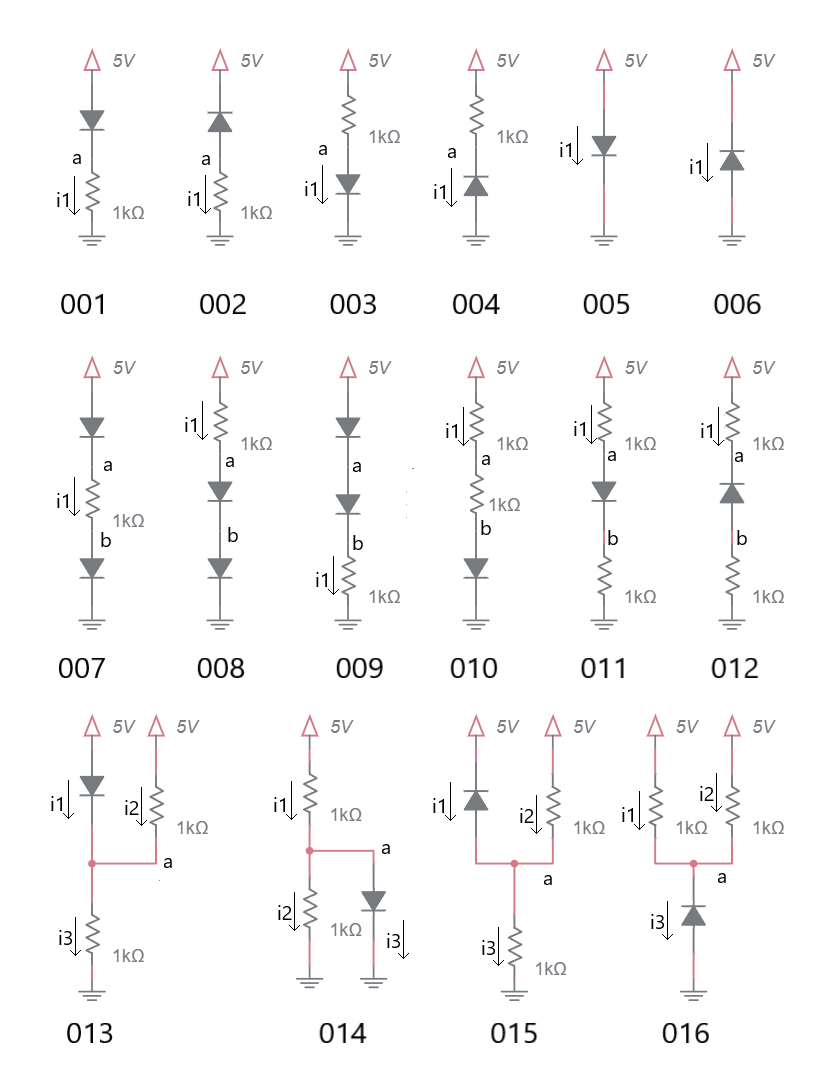 5V 5V 5V 5V 5V 5V
1kΩ 1kΩ
i1 i1
a a a a
i1 i1 i1 i1
1kΩ 1kΩ
001 002 003 004 005 006
5V 5V 5V 5V 5V 5V
i1 i1 i1 i1
1kΩ 1kΩ 1kΩ 1kΩ
a a a a a a
i1 1kΩ 1kΩ
b b b b b b
i1 1kΩ 1kΩ 1kΩ
007 008 009 010 011 012
5V 5V 5V 5V 5V 5V 5V
i1 i2 i1 i1 i2 i1 i2
1kΩ 1kΩ 1kΩ 1kΩ 1kΩ
a a a a
i3 i2 i3 i3 i3
1kΩ 1kΩ 1kΩ
013 014 015 016